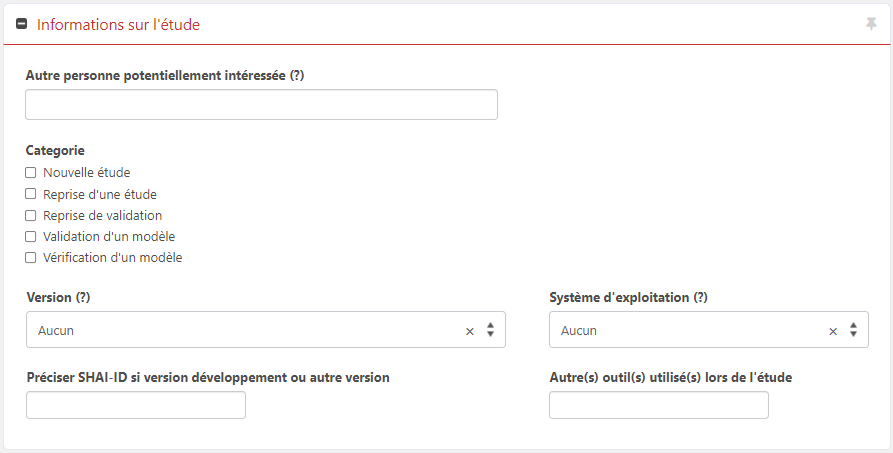 Informations sur l'étude
Autre personne potentiellement intéressée (?)
Categorie
Nouvelle étude
Reprise d'une étude
Reprise de validation
Validation d'un modèle
Vérification d'un modèle
Version (?)
Système d'exploitation (?)
Aucun ×
Aucun ×
Préciser SHAI-ID si version développement ou autre version
Autre(s) outil(s) utilisé(s) lors de l'étude